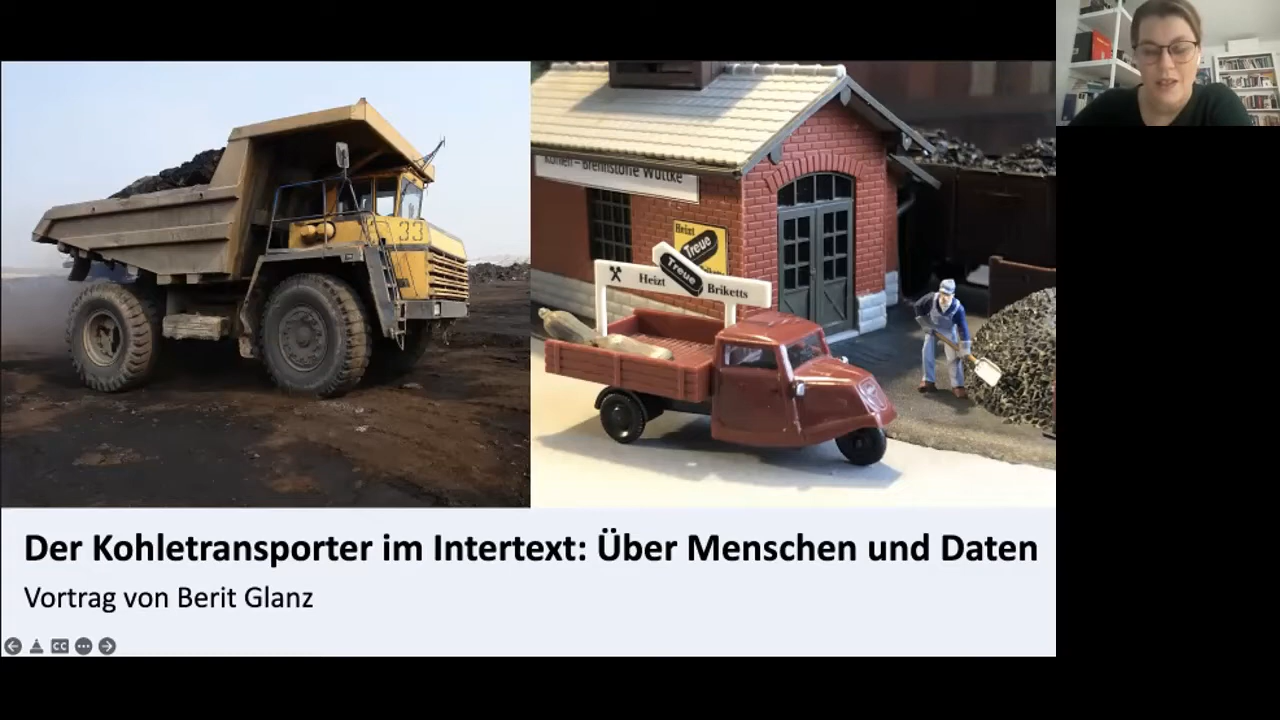 33
Kohlen - Brennstoffe Wuttke
Heizt
Treue
Heizt
Treue
Briketts
Der Kohletransporter im Intertext: Über Menschen und Daten
Vortrag von Berit Glanz
CC